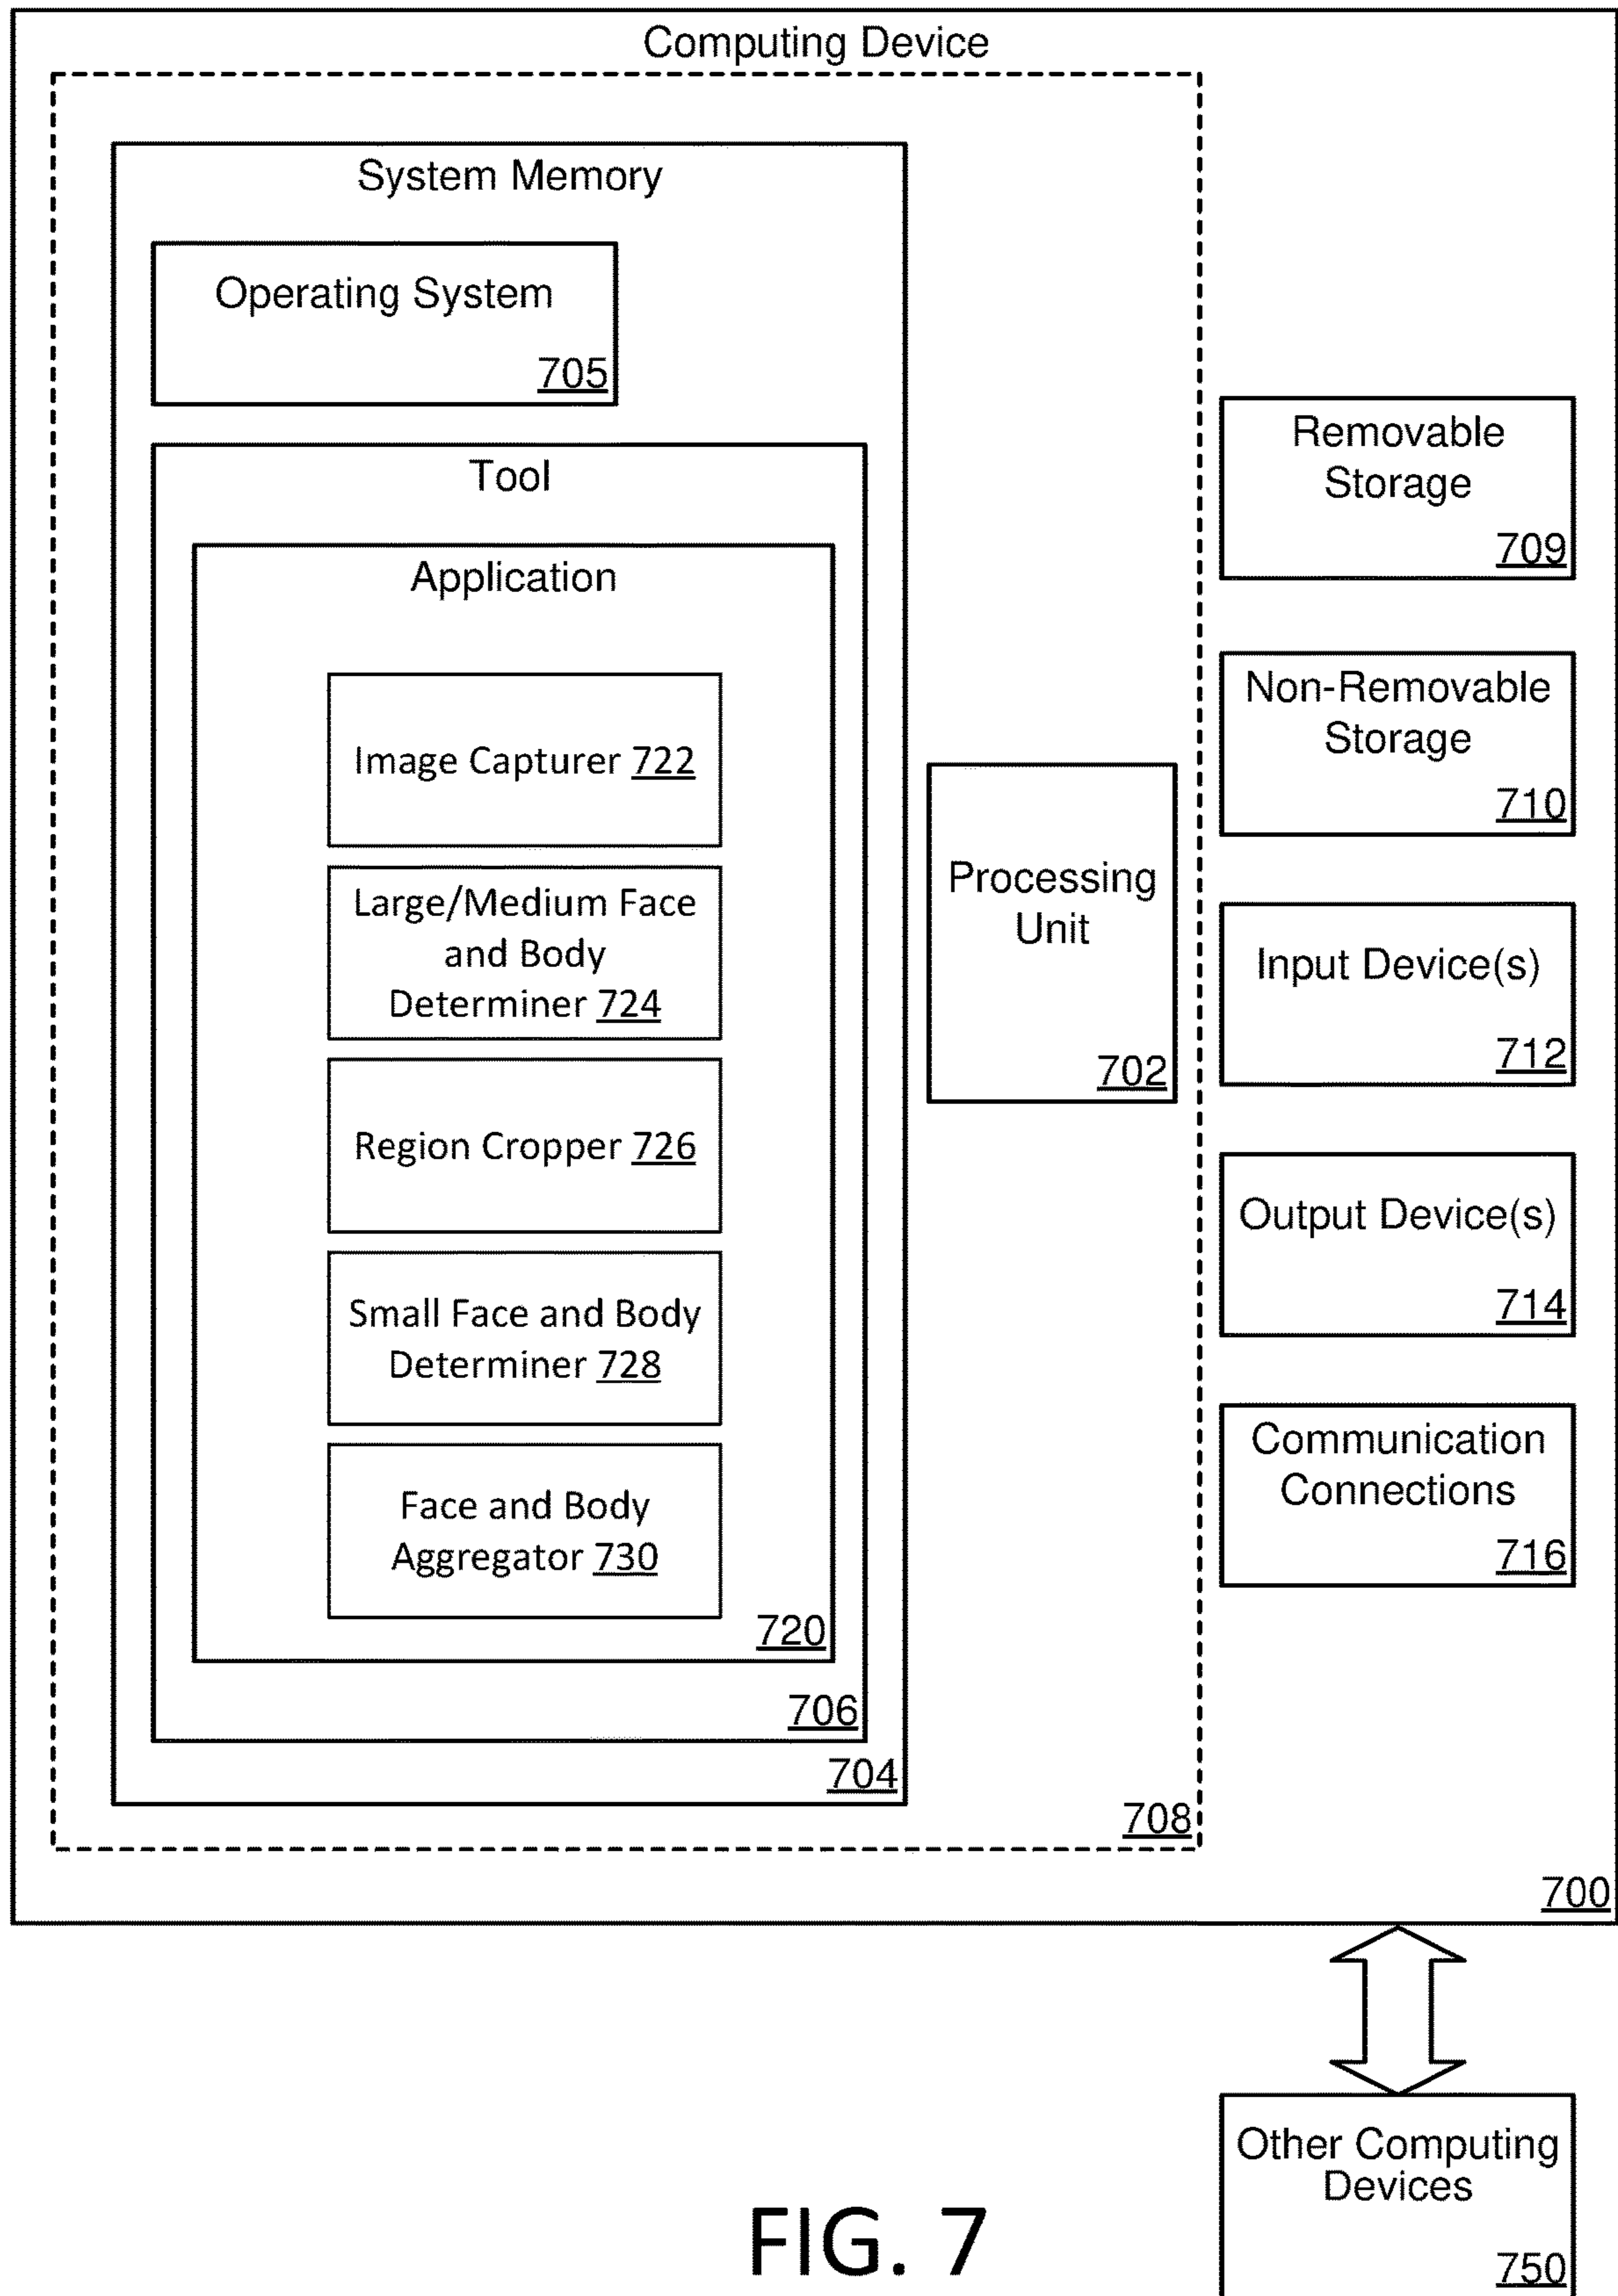 Computing Device
System Memory
Operating System
705
Tool
Application
Image Capturer 722
Large/Medium Face
and Body
Determiner 724
Region Cropper 726
Small Face and Body
Determiner 728
Face and Body
Aggregator 730
720
706
704
Processing
Unit
702
708
Removable
Storage
709
Non-Removable
Storage
710
Input Device(s)
712
Output Device(s)
714
Communication
Connections
716
700
Other Computing
Devices
750
FIG. 7